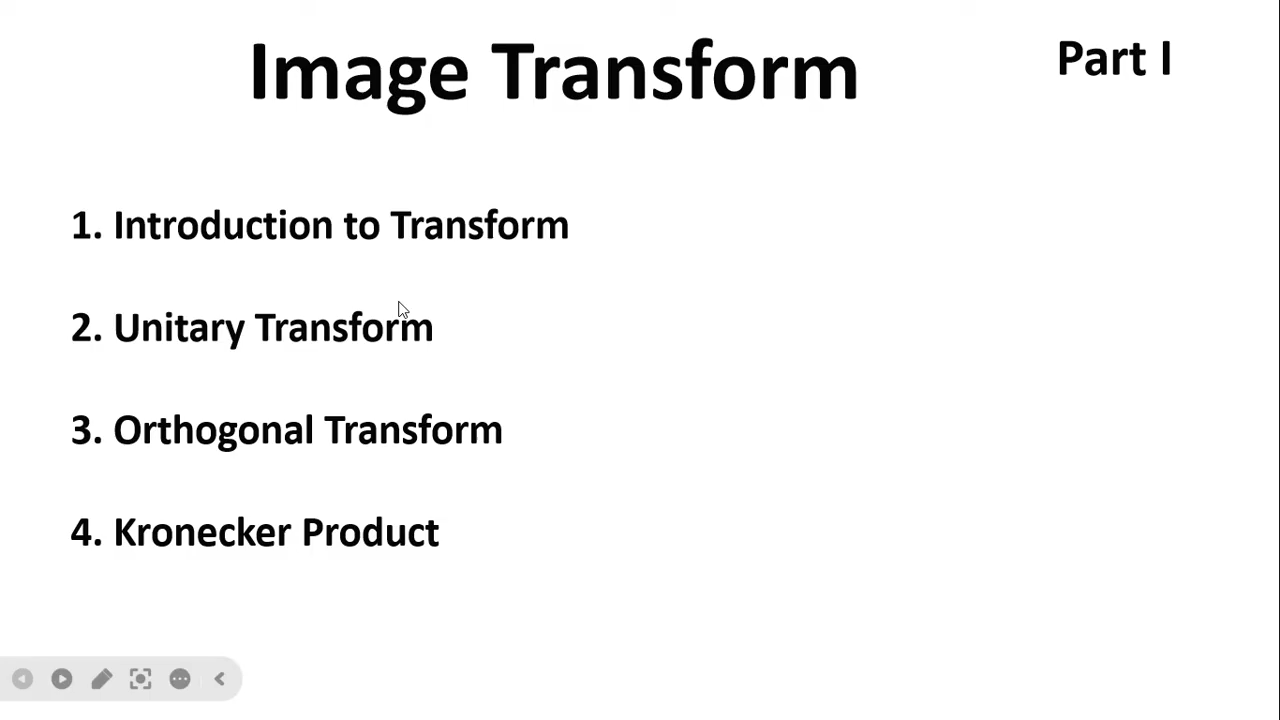 Image Transform
Part I
1. Introduction to Transform
2. Unitary Transform
3. Orthogonal Transform
4. Kronecker Product